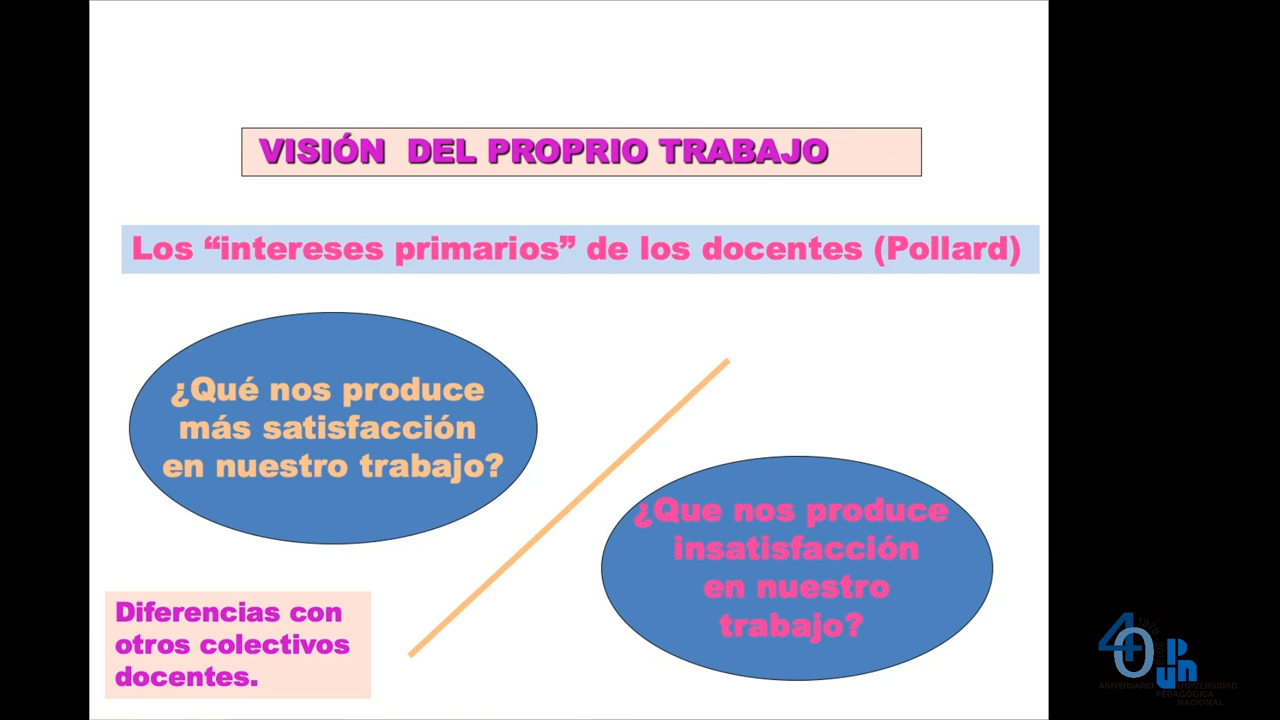 VISIÓN DEL PROPRIO TRABAJO
Los “intereses primarios” de los docentes (Pollard)
¿Qué nos produce
más satisfacción
en nuestro trabajo?
¿Que nos produce
insatisfacción
en nuestro
trabajo?
Diferencias con
otros colectivos
docentes.
40
upn
ANIVERSARIO
UNIVERSIDAD
PEDAGÓGICA
NACIONAL